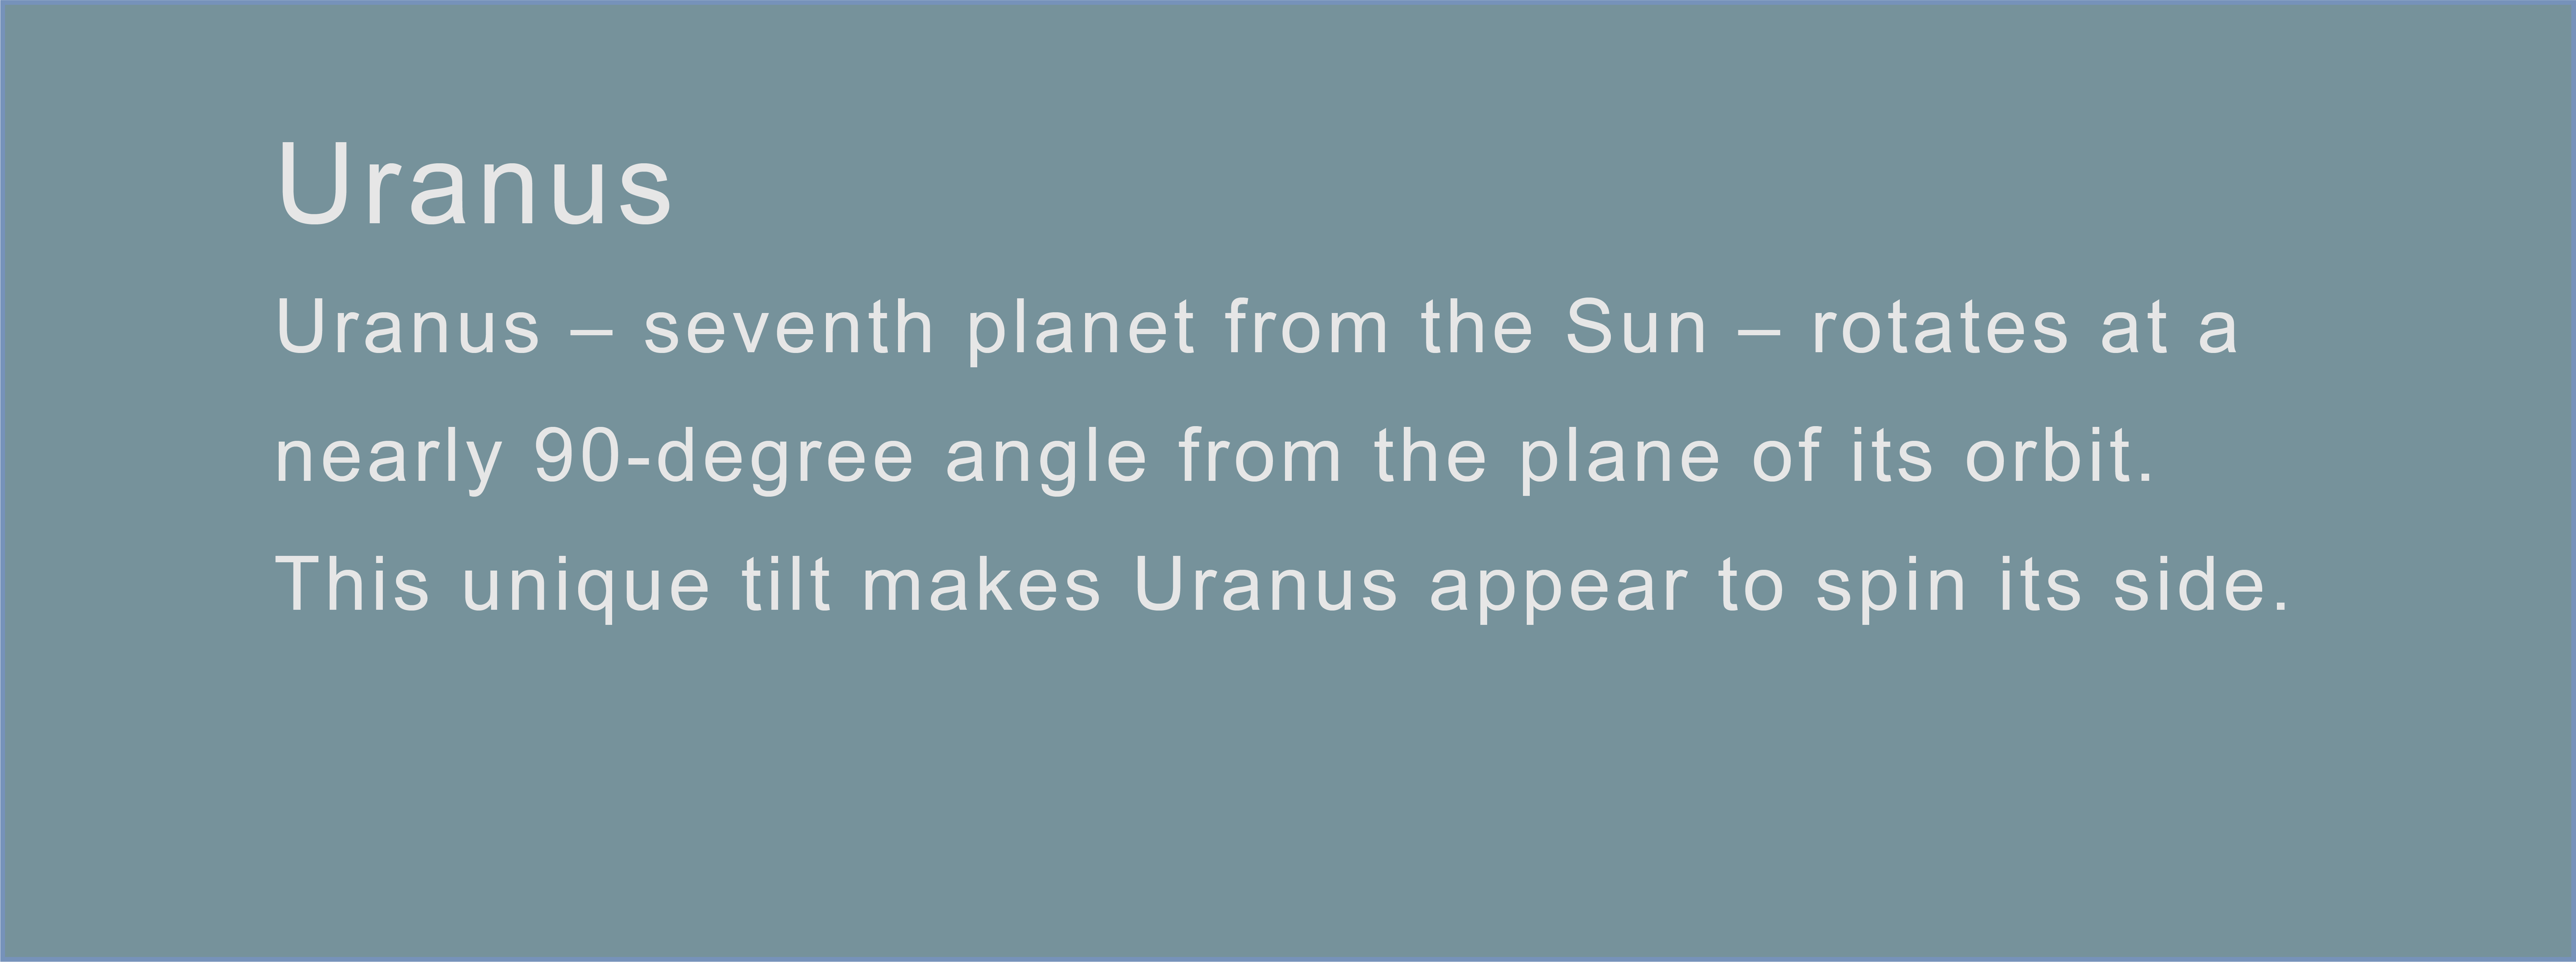 Uranus
Uranus – seventh planet from the Sun – rotates at a
nearly 90-degree angle from the plane of its orbit.
This unique tilt makes Uranus appear to spin its side.